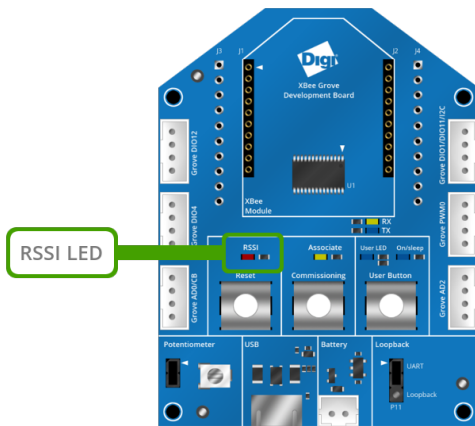 J3
J1
Digi
J2
J4
XBee Grove
Development Board
Grove DIO12
Grove DIO1/DIO11/I2C
U1
XBee
Module
Grove DIO4
Grove PWM0
RX
TX
RSSI LED
RSSI
Associate
User LED
On/sleep
Reset
Commissioning
User Button
Grove AD0/CB
Grove AD2
Potentiometer
USB
Battery
Loopback
UART
Loopback
P11